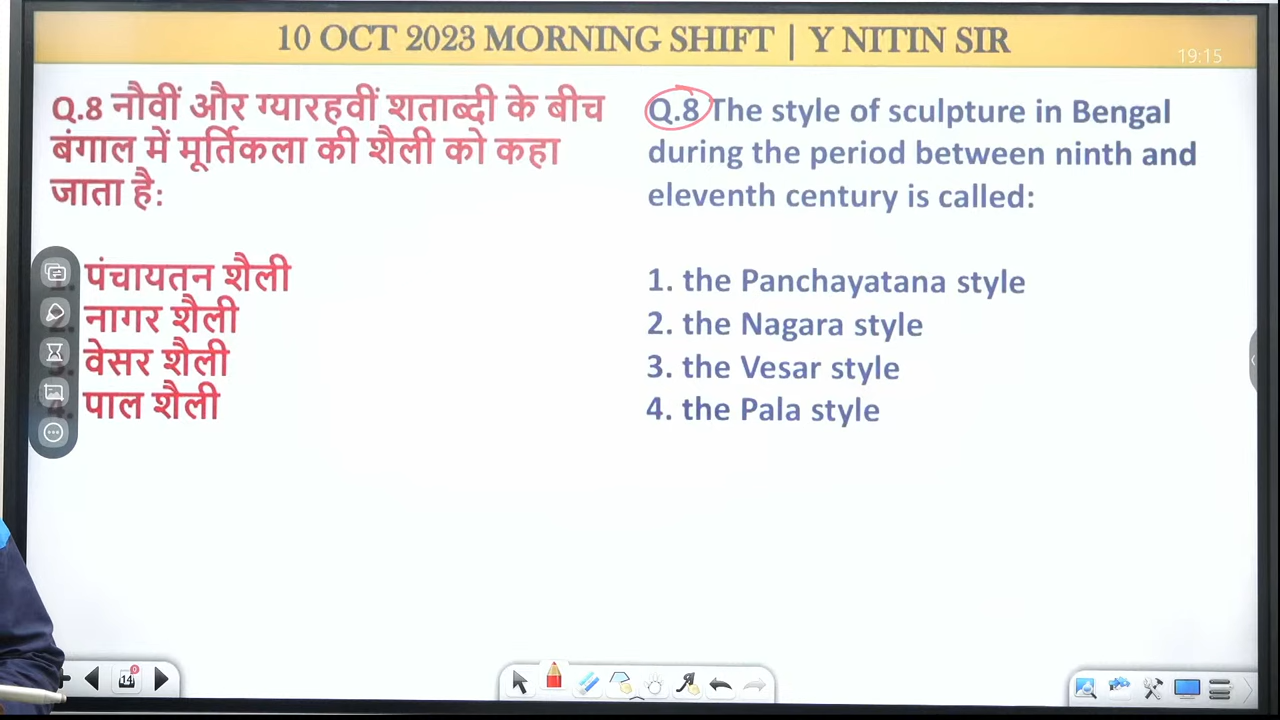 10 OCT 2023 MORNING SHIFT | Y NITIN SIR
19:15
Q.8 नौवीं और ग्यारहवीं शताब्दी के बीच
बंगाल में मूर्तिकला की शैली को कहा
जाता है:
पंचायतन शैली
नागर शैली
वेसर शैली
पाल शैली
Q.8 The style of sculpture in Bengal
during the period between ninth and
eleventh century is called:
1. the Panchayatana style
2. the Nagara style
3. the Vesar style
4. the Pala style
14
0